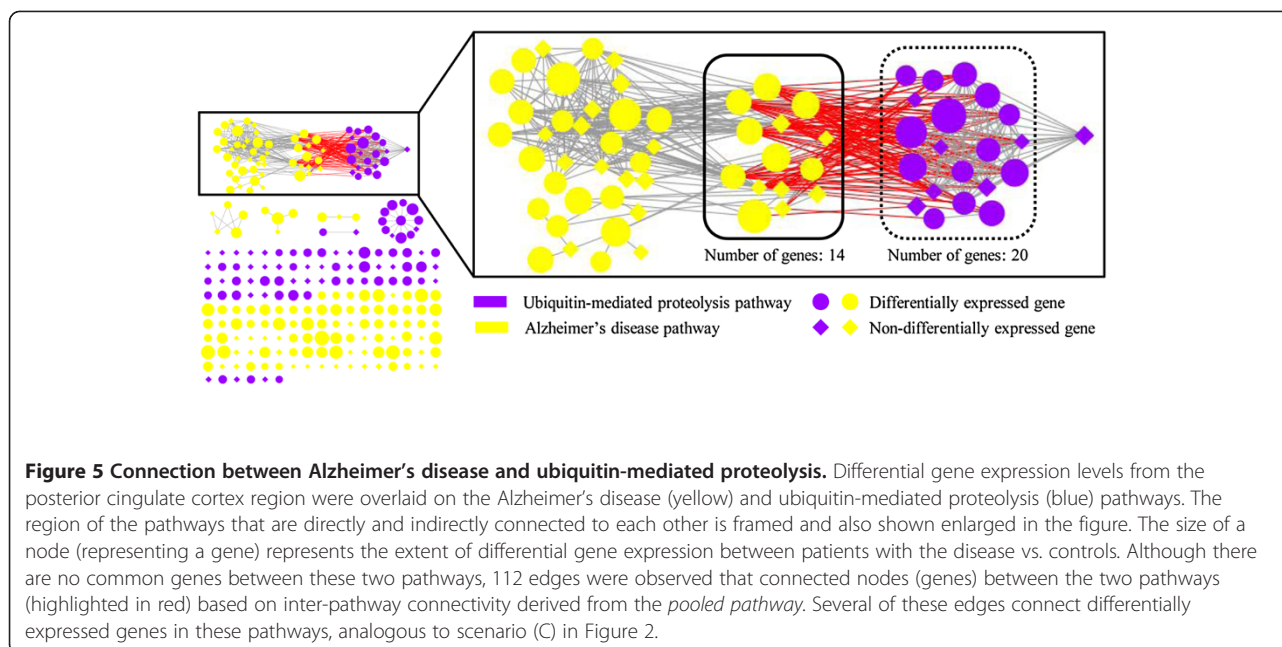 Number of genes: 14
Number of genes: 20
Ubiquitin-mediated proteolysis pathway
Differentially expressed gene
Alzheimer's disease pathway
Non-differentially expressed gene
Figure 5 Connection between Alzheimer's disease and ubiquitin-mediated proteolysis. Differential gene expression levels from the
posterior cingulate cortex region were overlaid on the Alzheimer's disease (yellow) and ubiquitin-mediated proteolysis (blue) pathways. The
region of the pathways that are directly and indirectly connected to each other is framed and also shown enlarged in the figure. The size of a
node (representing a gene) represents the extent of differential gene expression between patients with the disease vs. controls. Although there
are no common genes between these two pathways, 112 edges were observed that connected nodes (genes) between the two pathways
(highlighted in red) based on inter-pathway connectivity derived from the pooled pathway. Several of these edges connect differentially
expressed genes in these pathways, analogous to scenario (C) in Figure 2.